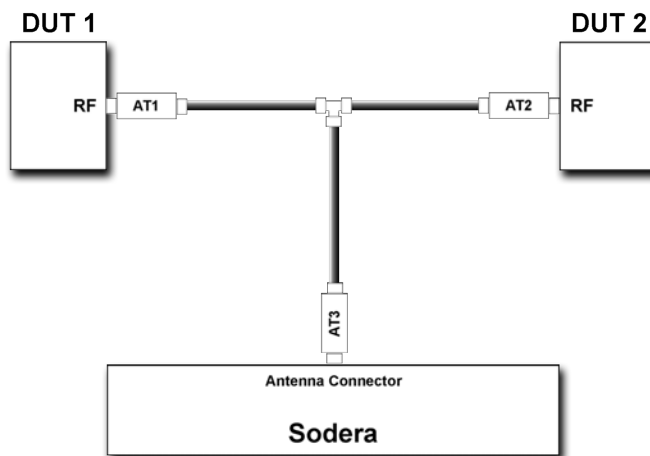 DUT 1
DUT 2
RF
AT1
AT2
RF
AT3
Antenna Connector
Sodera